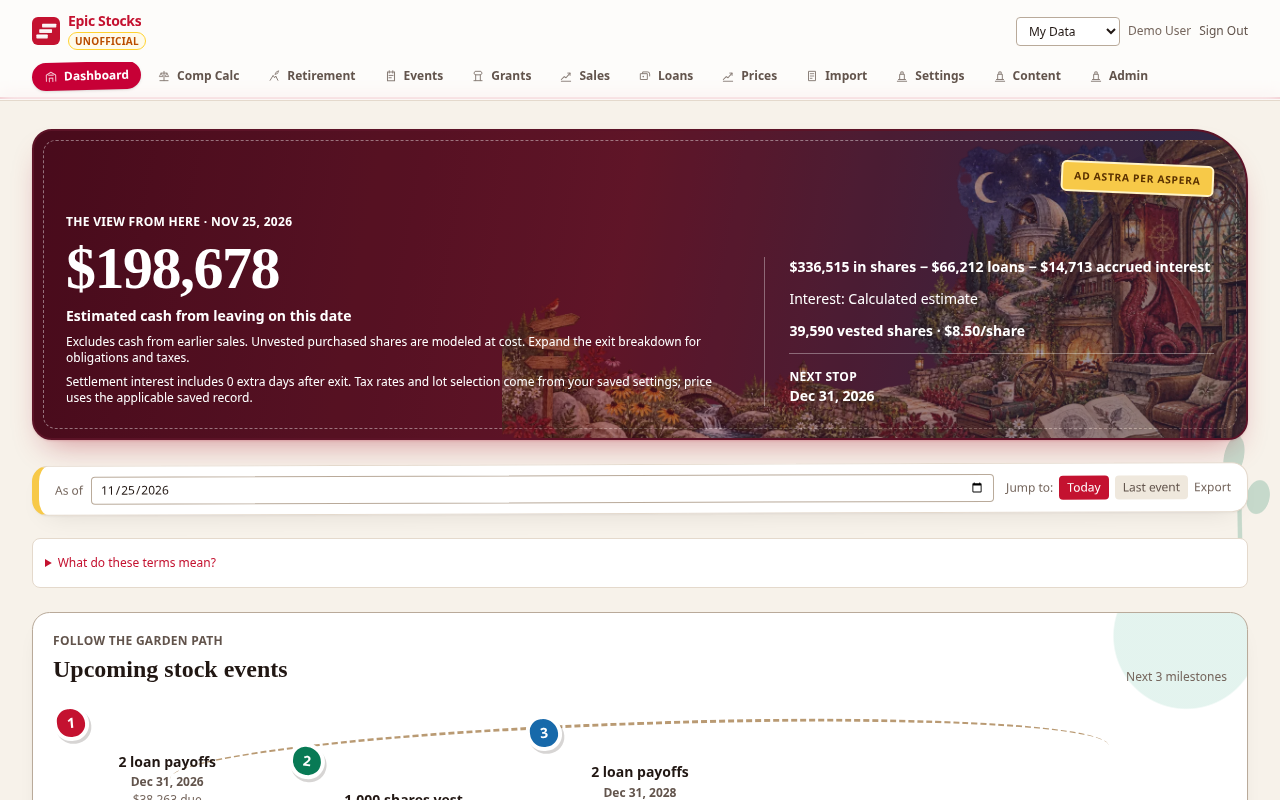 Epic Stocks
UNOFFICIAL
My Data
Demo User
Sign Out
Dashboard
Comp Calc
Retirement
Events
Grants
Sales
Loans
Prices
Import
Settings
Content
Admin
AD ASTRA PER ASPERA
THE VIEW FROM HERE · NOV 25, 2026
$198,678
Estimated cash from leaving on this date
Excludes cash from earlier sales. Unvested purchased shares are modeled at cost. Expand the exit breakdown for
obligations and taxes.
Settlement interest includes 0 extra days after exit. Tax rates and lot selection come from your saved settings; price
uses the applicable saved record.
$336,515 in shares − $66,212 loans − $14,713 accrued interest
Interest: Calculated estimate
39,590 vested shares · $8.50/share
NEXT STOP
Dec 31, 2026
As of
11/25/2026
Jump to:
Today
Last event
Export
What do these terms mean?
FOLLOW THE GARDEN PATH
Upcoming stock events
Next 3 milestones
1
2 loan payoffs
Dec 31, 2026
$38,263 due
2
1,000 shares vest
3
2 loan payoffs
Dec 31, 2028